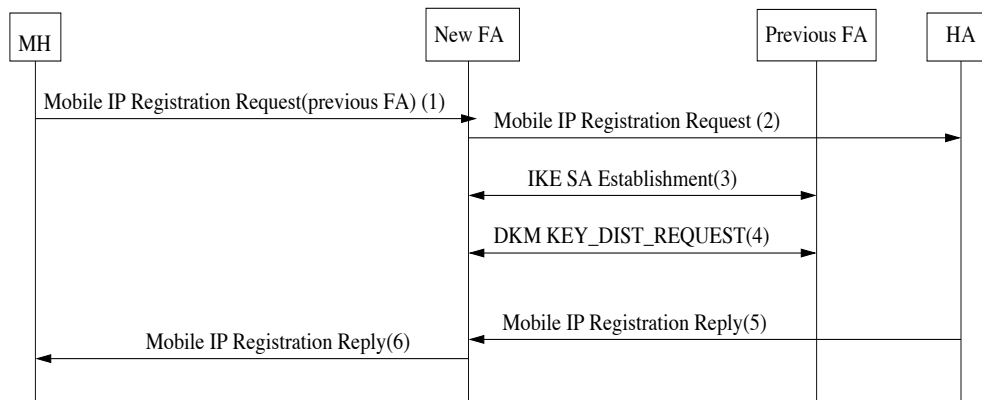 MH
New FA
Previous FA
HA
Mobile IP Registration Request(previous FA) (1)
Mobile IP Registration Request (2)
IKE SA Establishment(3)
DKM KEY_DIST_REQUEST(4)
Mobile IP Registration Reply(5)
Mobile IP Registration Reply(6)